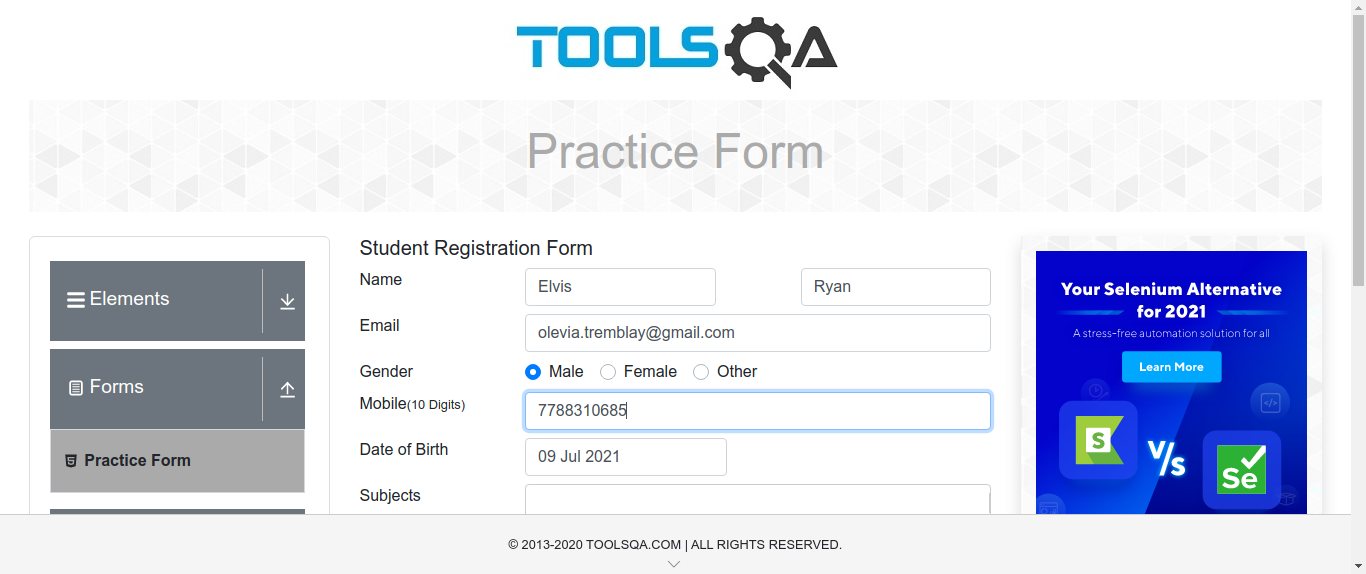 TOOLSQA
Practice Form
Elements
Forms
Practice Form
Student Registration Form
Name
Elvis
Ryan
Email
olevia.tremblay@gmail.com
Gender
Male
Female
Other
Mobile(10 Digits)
7788310685
Date of Birth
09 Jul 2021
Subjects
Your Selenium Alternative
for 2021
A stress-free automation solution for all
Learn More
S
V/s
Se
© 2013-2020 TOOLSQA.COM | ALL RIGHTS RESERVED.